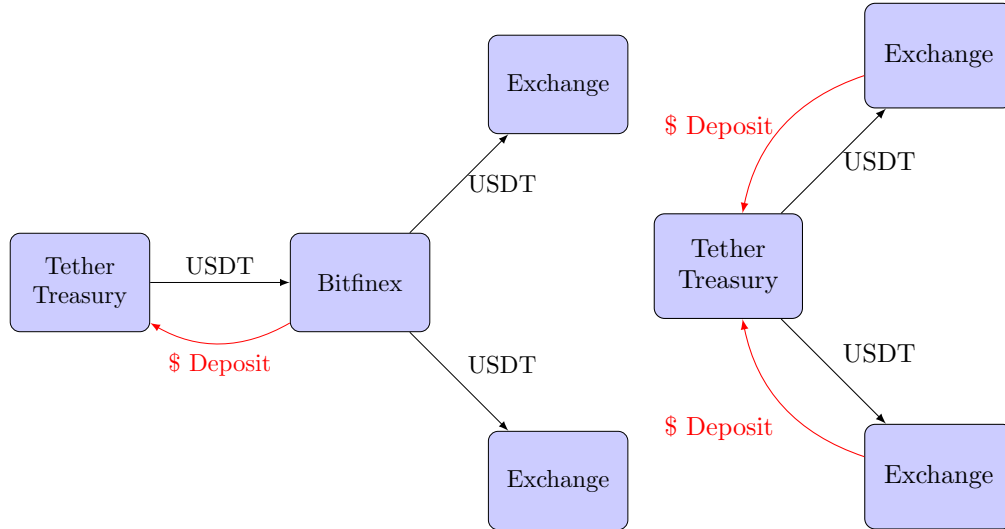 Exchange
USDT
Tether
Treasury
USDT
Bitfinex
$ Deposit
USDT
Exchange
Exchange
$ Deposit
USDT
Tether
Treasury
USDT
$ Deposit
Exchange